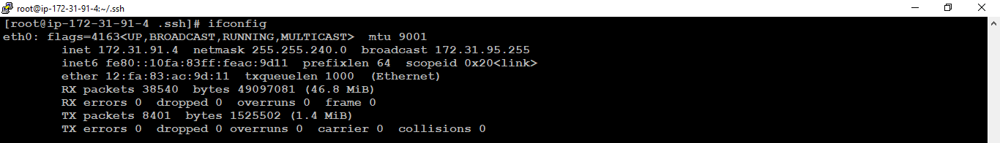 root@ip-172-31-91-4:~/.ssh
[root@ip-172-31-91-4 .ssh]# ifconfig
eth0: flags=4163<UP,BROADCAST,RUNNING,MULTICAST>  mtu 9001
        inet 172.31.91.4  netmask 255.255.240.0  broadcast 172.31.95.255
        inet6 fe80::10fa:83ff:feac:9d11  prefixlen 64  scopeid 0x20<link>
        ether 12:fa:83:ac:9d:11  txqueuelen 1000  (Ethernet)
        RX packets 38540  bytes 49097081 (46.8 MiB)
        RX errors 0  dropped 0  overruns 0  frame 0
        TX packets 8401  bytes 1525502 (1.4 MiB)
        TX errors 0  dropped 0 overruns 0  carrier 0  collisions 0